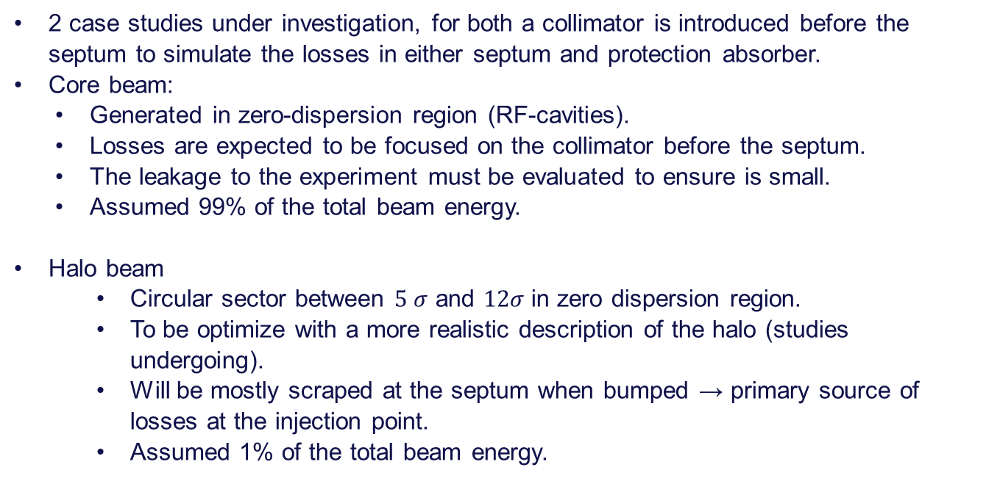 • 2 case studies under investigation, for both a collimator is introduced before the
septum to simulate the losses in either septum and protection absorber.
• Core beam:
• Generated in zero-dispersion region (RF-cavities).
• Losses are expected to be focused on the collimator before the septum.
• The leakage to the experiment must be evaluated to ensure is small.
• Assumed 99% of the total beam energy.
• Halo beam
• Circular sector between 5 σ and 12σ in zero dispersion region.
• To be optimize with a more realistic description of the halo (studies
undergoing).
• Will be mostly scraped at the septum when bumped → primary source of
losses at the injection point.
• Assumed 1% of the total beam energy.